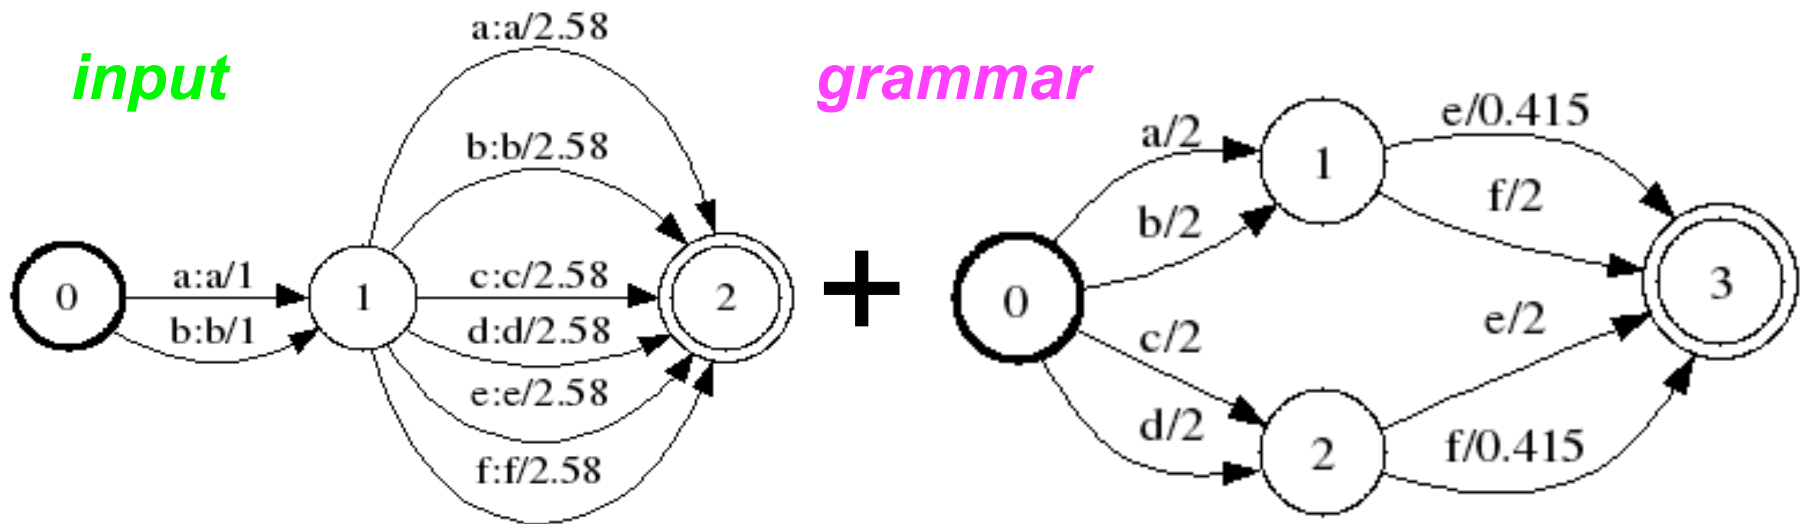 input
a:a/2.58
b:b/2.58
0
a:a/1
b:b/1
1
c:c/2.58
d:d/2.58
e:e/2.58
f:f/2.58
2
+
grammar
0
a/2
b/2
c/2
d/2
1
2
e/0.415
f/2
e/2
f/0.415
3